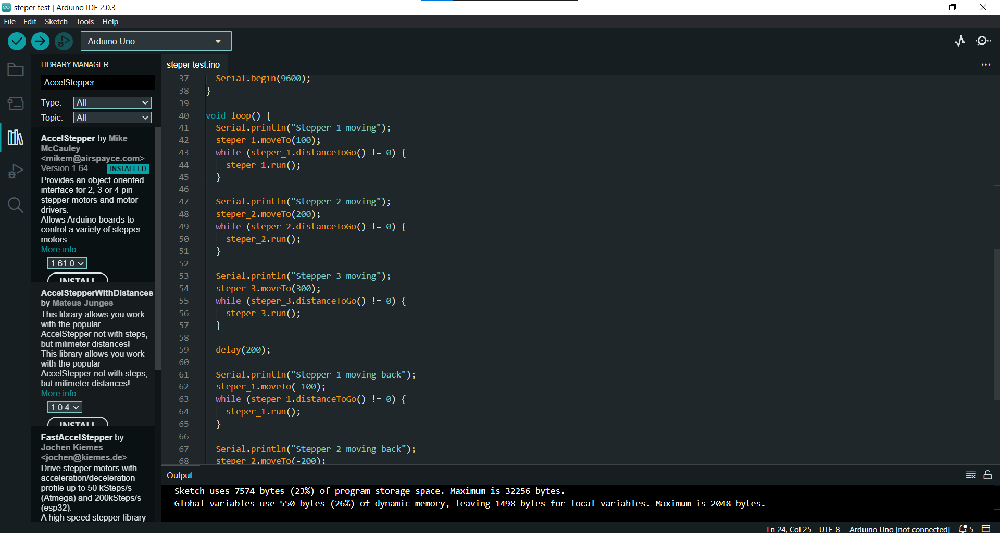 steper test | Arduino IDE 2.0.3
File Edit Sketch Tools Help
Arduino Uno
LIBRARY MANAGER
AccelStepper
Type: All
Topic: All
AccelStepper by Mike
McCauley
<mikem@airspayce.com>
Version 1.64 INSTALLED
Provides an object-oriented
interface for 2, 3 or 4 pin
stepper motors and motor
drivers.
Allows Arduino boards to
control a variety of stepper
motors.
More info
1.61.0
INSTALL
AccelStepperWithDistances
by Mateus Junges
This library allows you work
with the popular
AccelStepper not with steps,
but milimeter distances!
This library allows you work
with the popular
AccelStepper not with steps,
but milimeter distances!
More info
1.0.4
INSTALL
FastAccelStepper by
Jochen Kiemes
<jochen@kiemes.de>
Drive stepper motors with
acceleration/deceleration
profile up to 50 kSteps/s
(Atmega) and 200kSteps/s
(esp32).
A high speed stepper library
steper test.ino
37 Serial.begin(9600);
38 }
39
40 void loop() {
41 Serial.println("Stepper 1 moving");
42 steper_1.moveTo(100);
43 while (steper_1.distanceToGo() != 0) {
44 steper_1.run();
45 }
46
47 Serial.println("Stepper 2 moving");
48 steper_2.moveTo(200);
49 while (steper_2.distanceToGo() != 0) {
50 steper_2.run();
51 }
52
53 Serial.println("Stepper 3 moving");
54 steper_3.moveTo(300);
55 while (steper_3.distanceToGo() != 0) {
56 steper_3.run();
57 }
58
59 delay(200);
60
61 Serial.println("Stepper 1 moving back");
62 steper_1.moveTo(-100);
63 while (steper_1.distanceToGo() != 0) {
64 steper_1.run();
65 }
66
67 Serial.println("Stepper 2 moving back");
68 steper_2.moveTo(-200);
Output
Sketch uses 7574 bytes (23%) of program storage space. Maximum is 32256 bytes.
Global variables use 550 bytes (26%) of dynamic memory, leaving 1498 bytes for local variables. Maximum is 2048 bytes.
Ln 24, Col 25 UTF-8 Arduino Uno [not connected] 5